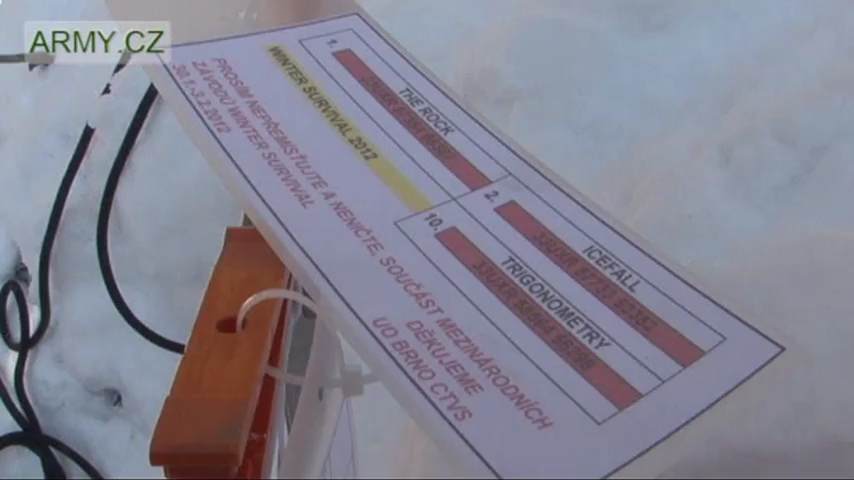 ARMY.CZ
1. THE ROCK
2. ICEFALL
10. TRIGONOMETRY
WINTER SURVIVAL 2012
PROSÍM NEPŘEMISŤUJTE A NENIČTE, SOUČÁST MEZINÁRODNÍCH
ZÁVODŮ WINTER SURVIVAL
30.1.-3.2.2012
DĚKUJEME
UO BRNO CTVS